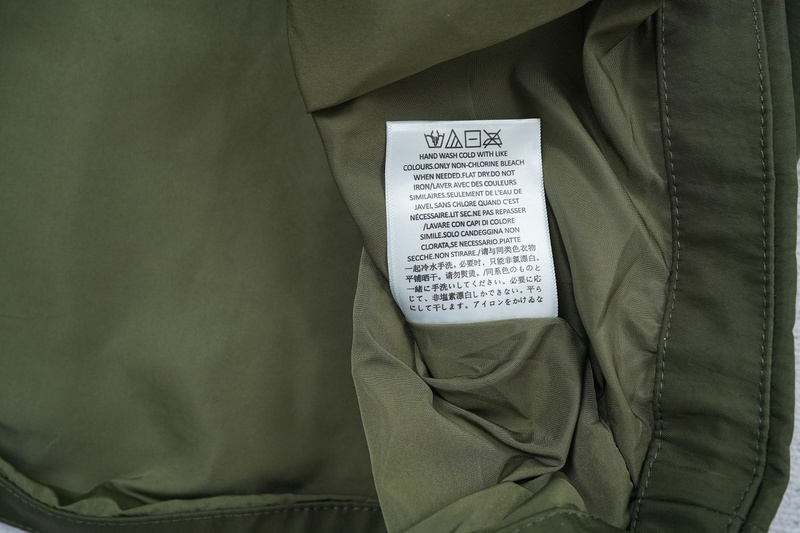 HAND WASH COLD WITH LIKE
COLOURS.ONLY NON-CHLORINE BLEACH
WHEN NEEDED.FLAT DRY.DO NOT
IRON/LAVER AVEC DES COULEURS
SIMILAIRES.SEULEMENT DE L'EAU DE
JAVEL SANS CHLORE QUAND C'EST
NÉCESSAIRE.LIT SEC.NE PAS REPASSER
/LAVARE CON CAPI DI COLORE
SIMILE.SOLO CANDEGGINA NON
CLORATA,SE NECESSARIO.PIATTE
SECCHE.NON STIRARE./请与同类色衣物
一起冷水手洗。必要时，只能非氯漂白。
平铺晒干。请勿熨烫。/同系色のものと
一緒に手洗いしてください。必要に応
じて、非塩素漂白しかできない。平ら
にして干します。アイロンをかけるな